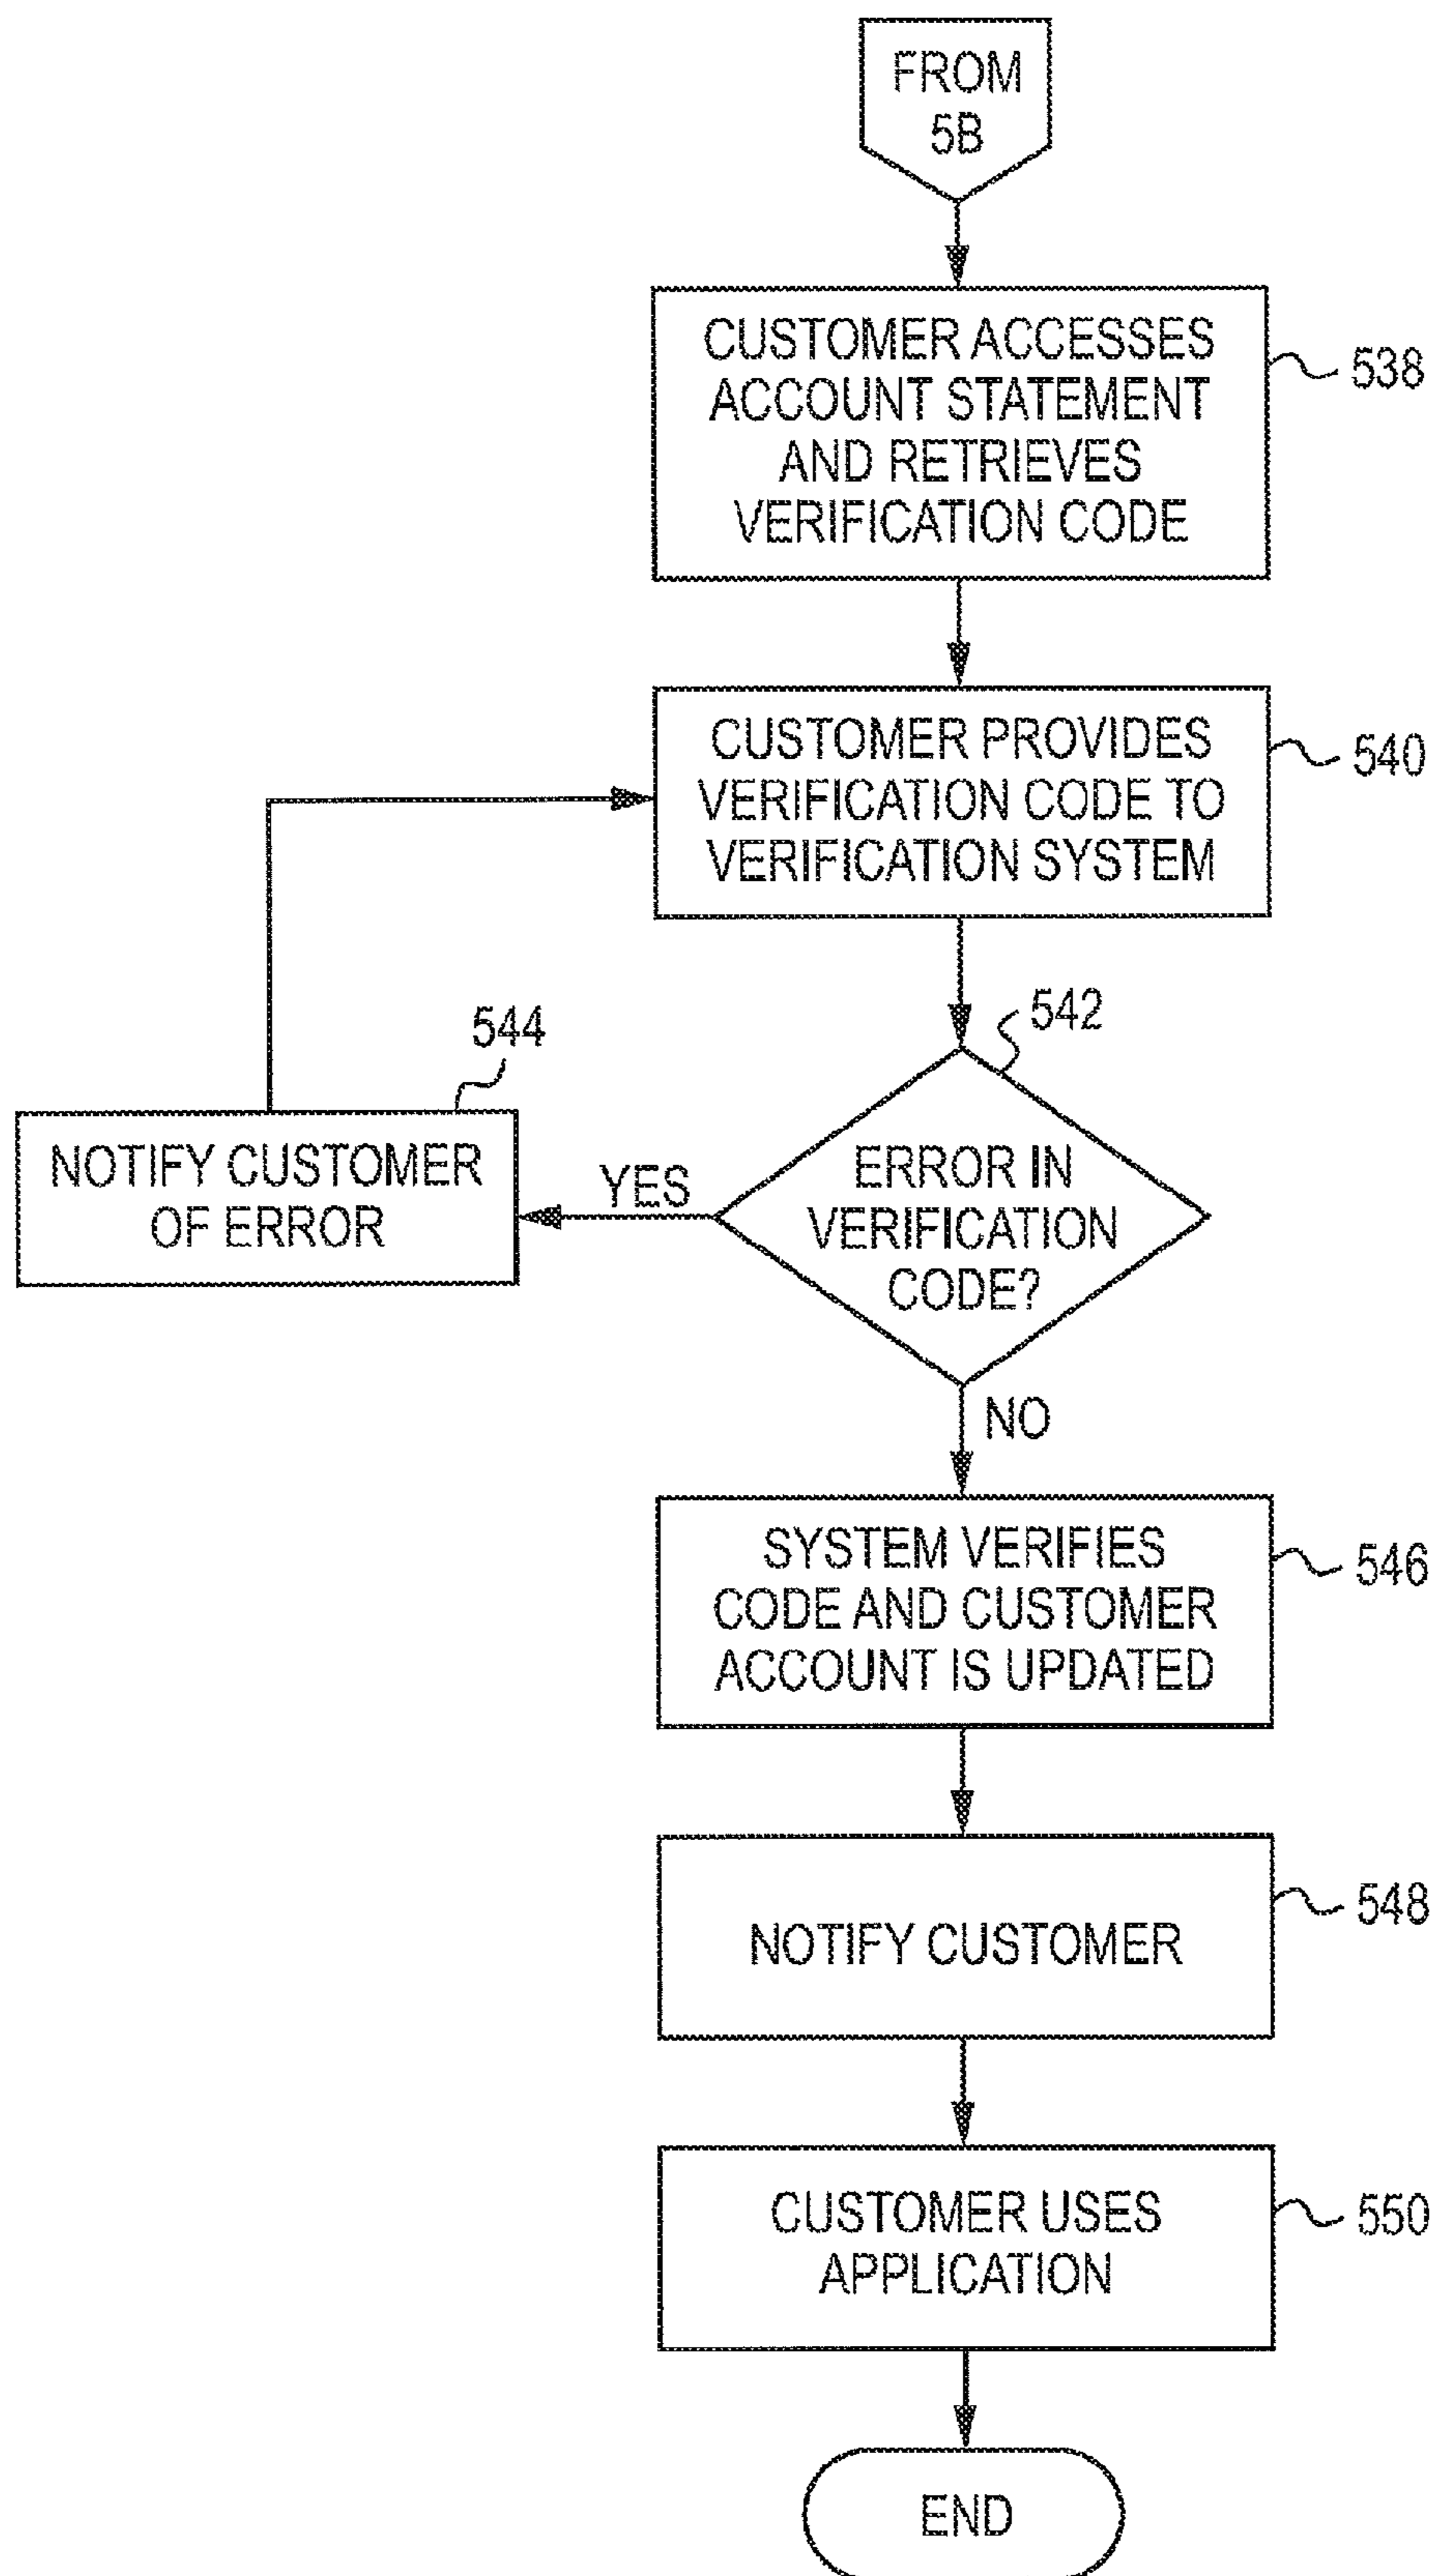 FROM
5B
CUSTOMER ACCESSES
ACCOUNT STATEMENT
AND RETRIEVES
VERIFICATION CODE
538
CUSTOMER PROVIDES
VERIFICATION CODE TO
VERIFICATION SYSTEM
540
542
544
ERROR IN
VERIFICATION
CODE?
YES
NOTIFY CUSTOMER
OF ERROR
NO
SYSTEM VERIFIES
CODE AND CUSTOMER
ACCOUNT IS UPDATED
546
NOTIFY CUSTOMER
548
CUSTOMER USES
APPLICATION
550
END